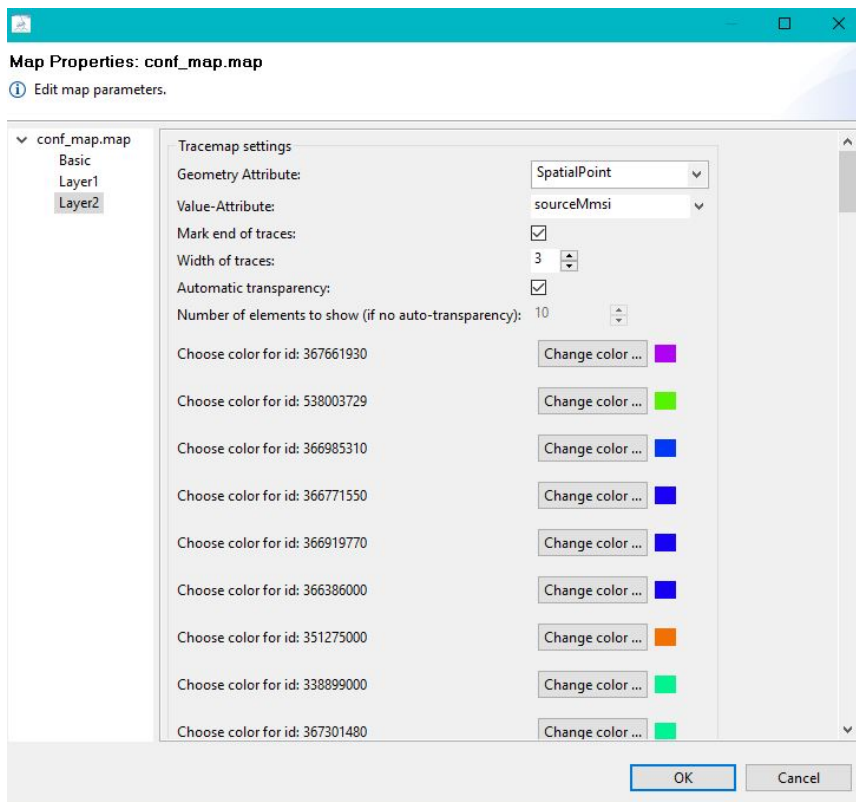 Map Properties: conf_map.map
Edit map parameters.
conf_map.map
Basic
Layer1
Layer2
Tracemap settings
Geometry Attribute: SpatialPoint
Value-Attribute: sourceMmsi
Mark end of traces:
Width of traces: 3
Automatic transparency:
Number of elements to show (if no auto-transparency): 10
Choose color for id: 367661930 Change color ...
Choose color for id: 538003729 Change color ...
Choose color for id: 366985310 Change color ...
Choose color for id: 366771550 Change color ...
Choose color for id: 366919770 Change color ...
Choose color for id: 366386000 Change color ...
Choose color for id: 351275000 Change color ...
Choose color for id: 338899000 Change color ...
Choose color for id: 367301480 Change color ...
OK Cancel